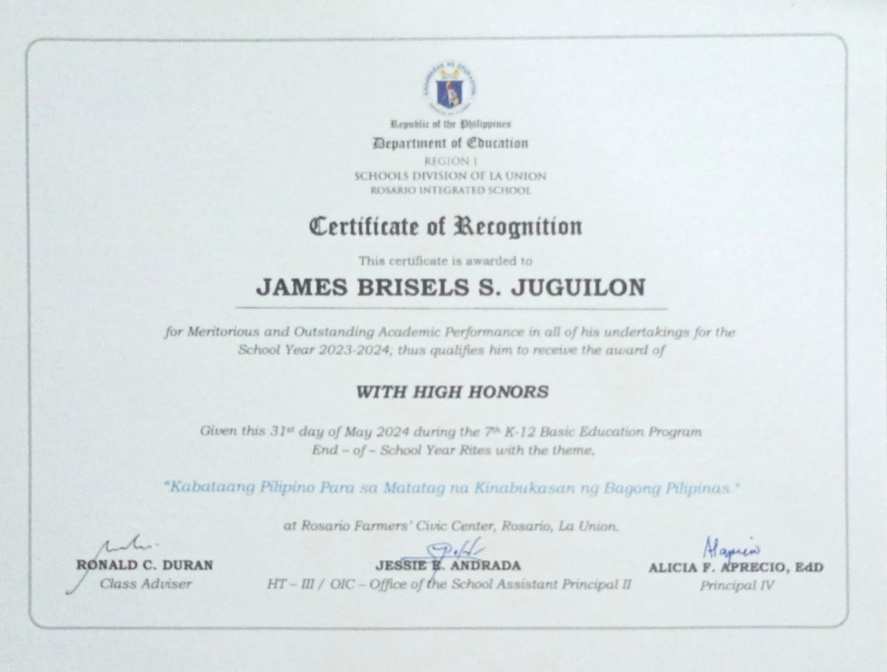 Republic of the Philippines
Department of Education
REGION I
SCHOOLS DIVISION OF LA UNION
ROSARIO INTEGRATED SCHOOL
Certificate of Recognition
This certificate is awarded to
JAMES BRISELS S. JUGUILON
for Meritorious and Outstanding Academic Performance in all of his undertakings for the
School Year 2023-2024, thus qualifies him to receive the award of
WITH HIGH HONORS
Given this 31st day of May 2024 during the 7th K-12 Basic Education Program
End – of – School Year Rites with the theme,
"Kabataang Pilipino Para sa Matatag na Kinabukasan ng Bagong Pilipinas."
at Rosario Farmers' Civic Center, Rosario, La Union.
RONALD C. DURAN
Class Adviser
JESSIE ANDRADA
HT – III / OIC – Office of the School Assistant Principal II
ALICIA F. APRECIO, EdD
Principal IV